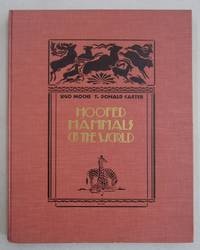 UGO MOCHI T. DONALD CARTER
HOOFED
MAMMALS
OF THE WORLD